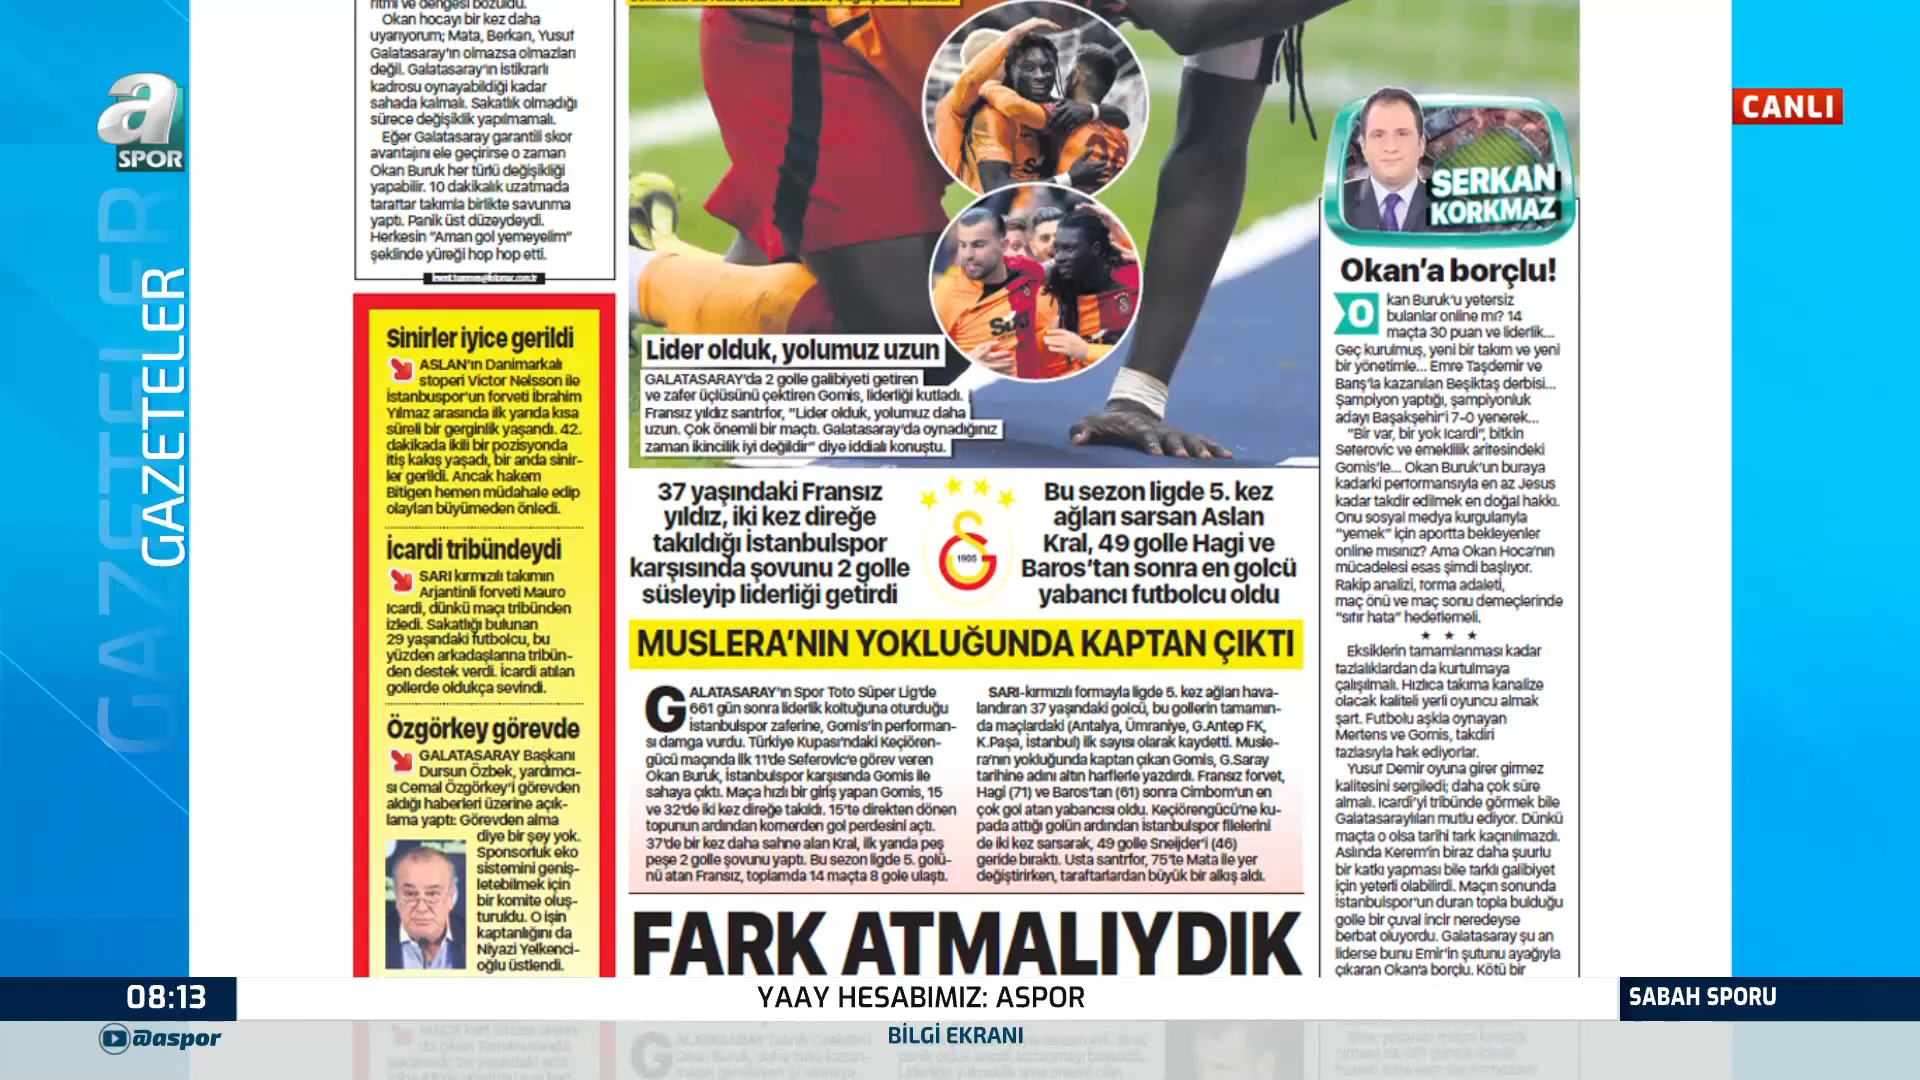 a
SPOR
GAZETELER
GAZETELER
CANLI
ritmi ve dengesi bozuldu.
Okan hocayı bir kez daha
uyarıyorum; Mata, Berkan, Yusuf
Galatasaray'ın olmazsa olmazları
değil. Galatasaray'ın istikrarlı
kadrosu oynayabildiği kadar
sahada kalmalı. Sakatlık olmadığı
sürece değişiklik yapılmamalı.
Eğer Galatasaray garantili skor
avantajını ele geçirirse o zaman
Okan Buruk her türlü değişikliği
yapabilir. 10 dakikalık uzatmada
taraftar takımla birlikte savunma
yaptı. Panik üst düzeydeydi.
Herkesin "Aman gol yemeyelim"
şeklinde yüreği hop hop etti.
Sinirler iyice gerildi
ASLAN'ın Danimarkalı
stoperi Victor Nelsson ile
İstanbuspor'un forveti İbrahim
Yılmaz arasında ilk yarıda kısa
süreli bir gerginlik yaşandı. 42.
dakikada ikili bir pozisyonda
itiş kakış yaşadı, bir anda sinir-
ler gerildi. Ancak hakem
Bitigen hemen müdahale edip
olayları büyümeden önledi.
İcardi tribündeydi
SARI kırmızılı takımın
Arjantinli forveti Mauro
Icardi, dünkü maçı tribünden
izledi. Sakatlığı bulunan
29 yaşındaki futbolcu, bu
yüzden arkadaşlarına tribün-
den destek verdi. İcardi atılan
gollerde oldukça sevindi.
Özgörkey görevde
GALATASARAY Başkanı
Dursun Özbek, yardımcı-
sı Cemal Özgörkey'i görevden
aldığı haberleri üzerine açık-
lama yaptı: Görevden alma
diye bir şey yok.
Sponsorluk eko
sistemini geniş-
letebilmek için
bir komite oluş-
turuldu. O işin
kaptanlığını da
Niyazi Yelkenci-
oğlu üstlendi.
Lider olduk, yolumuz uzun
GALATASARAY'da 2 golle galibiyeti getiren
ve zafer üçlüsünü çektiren Gomis, liderliği kutladı.
Fransız yıldız santrfor, "Lider olduk, yolumuz daha
uzun. Çok önemli bir maçtı. Galatasaray'da oynadığınız
zaman ikincilik iyi değildir" diye iddialı konuştu.
37 yaşındaki Fransız
yıldız, iki kez direğe
takıldığı İstanbulspor
karşısında şovunu 2 golle
süsleyip liderliği getirdi
1905
Bu sezon ligde 5. kez
ağları sarsan Aslan
Kral, 49 golle Hagi ve
Baros'tan sonra en golcü
yabancı futbolcu oldu
MUSLERA'NIN YOKLUĞUNDA KAPTAN ÇIKTI
GALATASARAY'ın Spor Toto Süper Lig'de
661 gün sonra liderlik koltuğuna oturduğu
İstanbulspor zaferine, Gomis'in performan-
sı damga vurdu. Türkiye Kupası'ndaki Keçiören-
gücü maçında ilk 11'de Seferovic'e görev veren
Okan Buruk, İstanbulspor karşısında Gomis ile
sahaya çıktı. Maça hızlı bir giriş yapan Gomis, 15
ve 32'de iki kez direğe takıldı. 15'te direkten dönen
topunun ardından kornerden gol perdesini açtı.
37'de bir kez daha sahne alan Kral, ilk yarıda peş
peşe 2 golle şovunu yaptı. Bu sezon ligde 5. golü-
nü atan Fransız, toplamda 14 maçta 8 gole ulaştı.
SARI-kırmızılı formayla ligde 5. kez ağları hava-
landıran 37 yaşındaki golcü, bu gollerin tamamın-
da maçlardaki (Antalya, Ümraniye, G.Antep FK,
K.Paşa, İstanbul) ilk sayısı olarak kaydetti. Musle-
ra'nın yokluğunda kaptan çıkan Gomis, G.Saray
tarihine adını altın harflerle yazdırdı. Fransız forvet,
Hagi (71) ve Baros'tan (61) sonra Cimbom'un en
çok gol atan yabancısı oldu. Keçiörengücü'ne ku-
pada attığı golün ardından İstanbulspor filelerini
de iki kez sarsarak, 49 golle Sneijder'i (46)
geride bıraktı. Usta santrfor, 75'te Mata ile yer
değiştirirken, taraftarlardan büyük bir alkış aldı.
FARK ATMALIYDIK
SERKAN
KORKMAZ
Okan'a borçlu!
Okan Buruk'u yetersiz
bulanlar online mı? 14
maçta 30 puan ve liderlik...
Geç kurulmuş, yeni bir takım ve yeni
bir yönetimle... Emre Taşdemir ve
Barış'la kazanılan Beşiktaş derbisi...
Şampiyon yaptığı, şampiyonluk
adayı Başakşehir'i 7-0 yenerek...
"Bir var, bir yok Icardi", bitkin
Seferovic ve emeklilik arifesindeki
Gomis'le... Okan Buruk'un buraya
kadarki performansıyla en az Jesus
kadar takdir edilmek en doğal hakkı.
Onu sosyal medya kurgularıyla
"yemek" için aportta bekleyenler
online mısınız? Ama Okan Hoca'nın
mücadelesi esas şimdi başlıyor.
Rakip analizi, forma adaleti,
maç önü ve maç sonu demeçlerinde
"sıfır hata" hedeflemeli.
★ ★ ★
Eksiklerin tamamlanması kadar
fazlalıklardan da kurtulmaya
çalışılmalı. Hızlıca takıma kanalize
olacak kaliteli yerli oyuncu almak
şart. Futbolu aşkla oynayan
Mertens ve Gomis, takdiri
fazlasıyla hak ediyorlar.
Yusuf Demir oyuna girer girmez
kalitesini sergiledi; daha çok süre
almalı. Icardi'yi tribünde görmek bile
Galatasaraylıları mutlu ediyor. Dünkü
maçta o olsa tarihi fark kaçınılmazdı.
Aslında Kerem'in biraz daha şuurlu
bir katkı yapması bile farklı galibiyet
için yeterli olabilirdi. Maçın sonunda
İstanbulspor'un duran topla bulduğu
golle bir çuval incir neredeyse
berbat oluyordu. Galatasaray şu an
liderse bunu Emir'in şutunu ayağıyla
çıkaran Okan'a borçlu. Kötü bir
08:13
YAAY HESABIMIZ: ASPOR
SABAH SPORU
@aspor
BİLGİ EKRANI